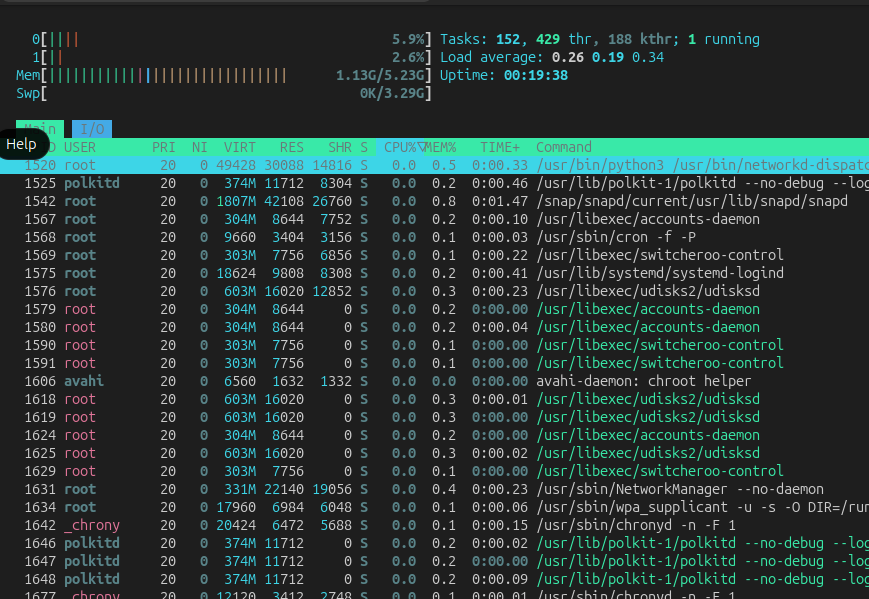 0[|||| 5.9%] Tasks: 152, 429 thr, 188 kthr; 1 running
1[|| 2.6%] Load average: 0.26 0.19 0.34
Mem[|||||||||||||||||||||||||||||| 1.13G/5.23G] Uptime: 00:19:38
Swp[ 0K/3.29G]
Main I/O
Help
USER PRI NI VIRT RES SHR S CPU%▽MEM% TIME+ Command
1520 root 20 0 49428 30088 14816 S 0.0 0.5 0:00.33 /usr/bin/python3 /usr/bin/networkd-dispatc
1525 polkitd 20 0 374M 11712 8304 S 0.0 0.2 0:00.46 /usr/lib/polkit-1/polkitd --no-debug --log
1542 root 20 0 1807M 42108 26760 S 0.0 0.8 0:01.47 /snap/snapd/current/usr/lib/snapd/snapd
1567 root 20 0 304M 8644 7752 S 0.0 0.2 0:00.10 /usr/libexec/accounts-daemon
1568 root 20 0 9660 3404 3156 S 0.0 0.1 0:00.03 /usr/sbin/cron -f -P
1569 root 20 0 303M 7756 6856 S 0.0 0.1 0:00.22 /usr/libexec/switcheroo-control
1575 root 20 0 18624 9808 8308 S 0.0 0.2 0:00.41 /usr/lib/systemd/systemd-logind
1576 root 20 0 603M 16020 12852 S 0.0 0.3 0:00.23 /usr/libexec/udisks2/udisksd
1579 root 20 0 304M 8644 0 S 0.0 0.2 0:00.00 /usr/libexec/accounts-daemon
1580 root 20 0 304M 8644 0 S 0.0 0.2 0:00.04 /usr/libexec/accounts-daemon
1590 root 20 0 303M 7756 0 S 0.0 0.1 0:00.00 /usr/libexec/switcheroo-control
1591 root 20 0 303M 7756 0 S 0.0 0.1 0:00.00 /usr/libexec/switcheroo-control
1606 avahi 20 0 6560 1632 1332 S 0.0 0.0 0:00.00 avahi-daemon: chroot helper
1618 root 20 0 603M 16020 0 S 0.0 0.3 0:00.01 /usr/libexec/udisks2/udisksd
1619 root 20 0 603M 16020 0 S 0.0 0.3 0:00.00 /usr/libexec/udisks2/udisksd
1624 root 20 0 304M 8644 0 S 0.0 0.2 0:00.00 /usr/libexec/accounts-daemon
1625 root 20 0 603M 16020 0 S 0.0 0.3 0:00.02 /usr/libexec/udisks2/udisksd
1629 root 20 0 303M 7756 0 S 0.0 0.1 0:00.00 /usr/libexec/switcheroo-control
1631 root 20 0 331M 22140 19056 S 0.0 0.4 0:00.23 /usr/sbin/NetworkManager --no-daemon
1634 root 20 0 17960 6984 6048 S 0.0 0.1 0:00.06 /usr/sbin/wpa_supplicant -u -s -O DIR=/run
1642 _chrony 20 0 20424 6472 5688 S 0.0 0.1 0:00.15 /usr/sbin/chronyd -n -F 1
1646 polkitd 20 0 374M 11712 0 S 0.0 0.2 0:00.02 /usr/lib/polkit-1/polkitd --no-debug --log
1647 polkitd 20 0 374M 11712 0 S 0.0 0.2 0:00.00 /usr/lib/polkit-1/polkitd --no-debug --log
1648 polkitd 20 0 374M 11712 0 S 0.0 0.2 0:00.09 /usr/lib/polkit-1/polkitd --no-debug --log
1677 _chrony 20 0 12120 3412 2748 S 0.0 0.1 0:00.01 /usr/sbin/chronyd -n -F 1